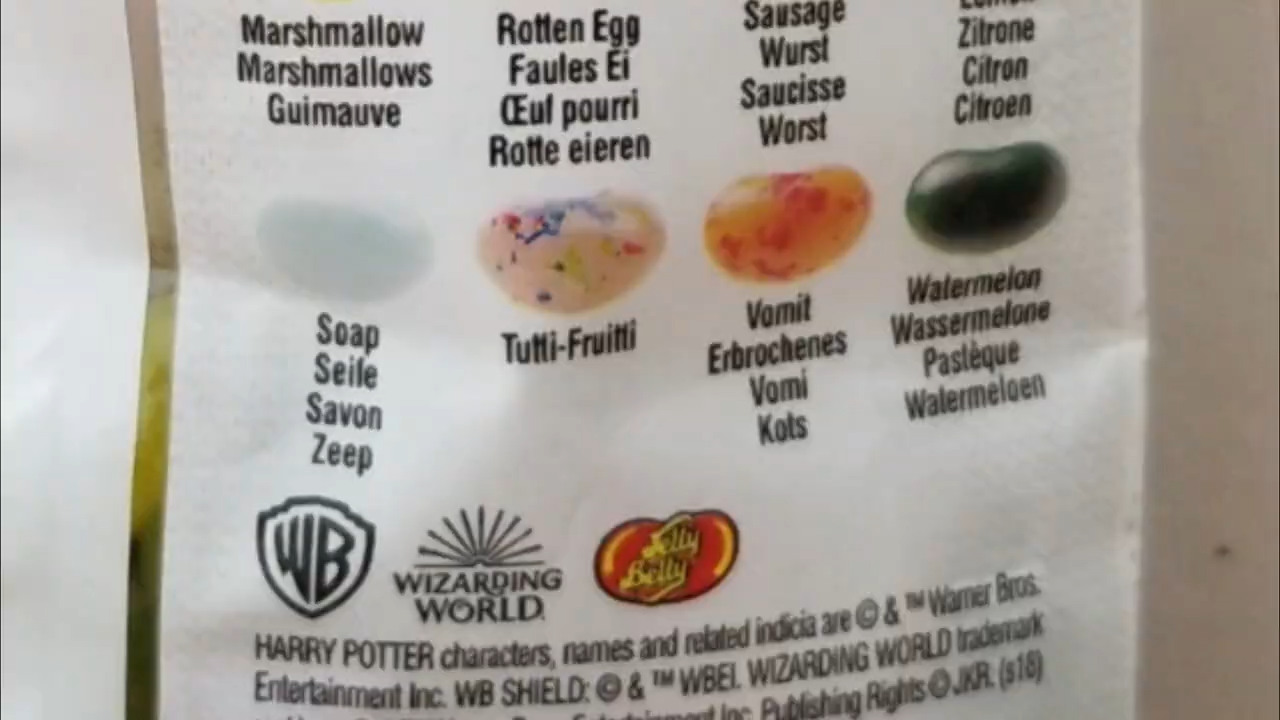 Marshmallow
Marshmallows
Guimauve
Rotten Egg
Faules Ei
Œuf pourri
Rotte eieren
Sausage
Wurst
Saucisse
Worst
Lemon
Zitrone
Citron
Citroen
Soap
Seife
Savon
Zeep
Tutti-Fruitti
Vomit
Erbrochenes
Vomi
Kots
Watermelon
Wassermelone
Pastèque
Watermeloen
WB
WIZARDING
WORLD
Jelly
Belly
HARRY POTTER characters, names and related indicia are © & ™ Warner Bros.
Entertainment Inc. WB SHIELD: © & ™ WBEI. WIZARDING WORLD trademark
Entertainment Inc. Publishing Rights © JKR. (s18)